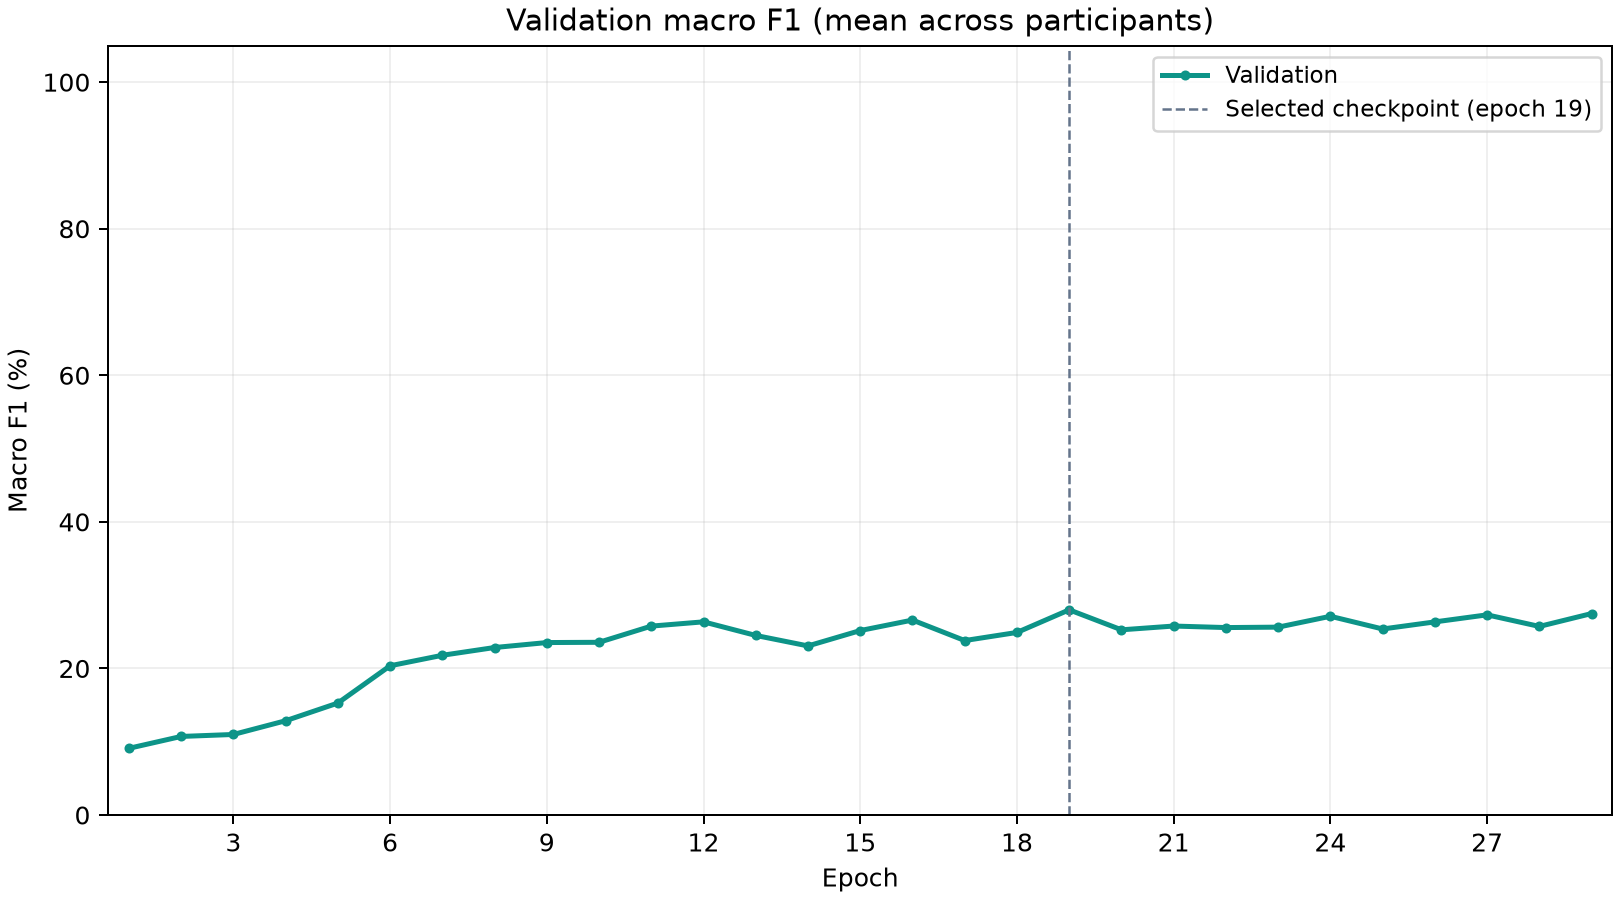 Validation macro F1 (mean across participants)
Validation
Selected checkpoint (epoch 19)
Macro F1 (%)
100
80
60
40
20
0
3 6 9 12 15 18 21 24 27
Epoch